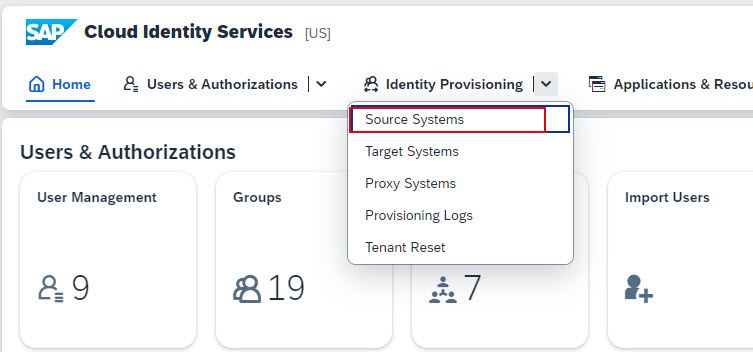 SAP Cloud Identity Services [US]
Home Users & Authorizations Identity Provisioning Applications & Resou
Source Systems
Target Systems
Provisioning Logs
Proxy Systems
Tenant Reset
Users & Authorizations
User Management Groups Import Users
9 19 7